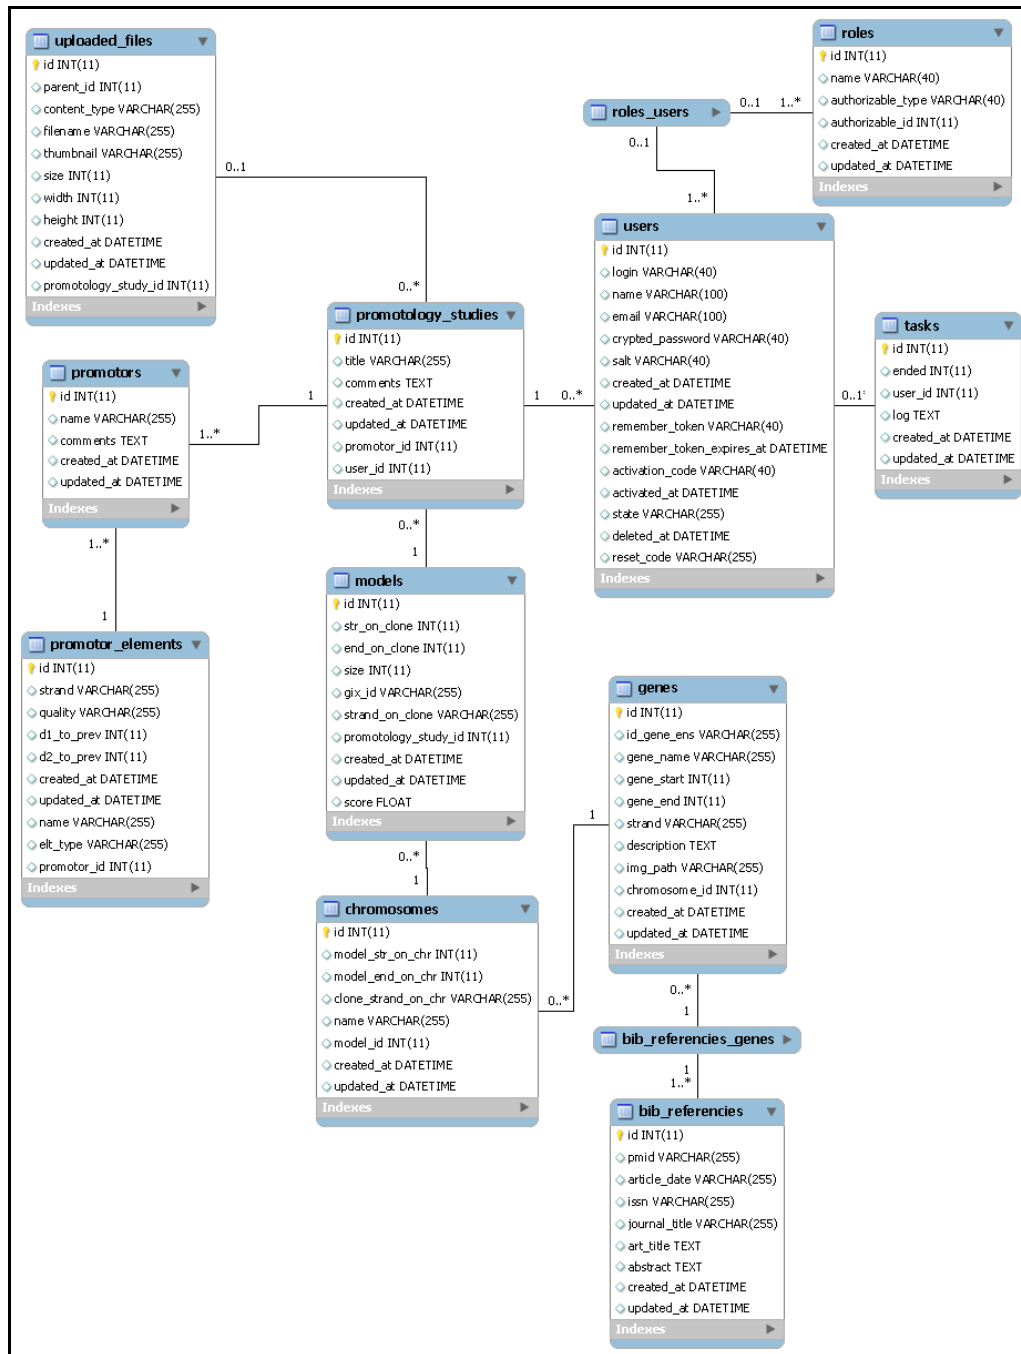 uploaded_files
id INT(11)
parent_id INT(11)
content_type VARCHAR(255)
filename VARCHAR(255)
thumbnail VARCHAR(255)
size INT(11)
width INT(11)
height INT(11)
created_at DATETIME
updated_at DATETIME
promotology_study_id INT(11)
Indexes
0..1
0..*
roles
id INT(11)
name VARCHAR(40)
authorizable_type VARCHAR(40)
authorizable_id INT(11)
created_at DATETIME
updated_at DATETIME
Indexes
roles_users
0..1
1..*
0..1
1..*
users
id INT(11)
login VARCHAR(40)
name VARCHAR(100)
email VARCHAR(100)
crypted_password VARCHAR(40)
salt VARCHAR(40)
created_at DATETIME
updated_at DATETIME
remember_token VARCHAR(40)
remember_token_expires_at DATETIME
activation_code VARCHAR(40)
activated_at DATETIME
state VARCHAR(255)
deleted_at DATETIME
reset_code VARCHAR(255)
Indexes
0..1
tasks
id INT(11)
ended INT(11)
user_id INT(11)
log TEXT
created_at DATETIME
updated_at DATETIME
Indexes
promotology_studies
id INT(11)
title VARCHAR(255)
comments TEXT
created_at DATETIME
updated_at DATETIME
promotor_id INT(11)
user_id INT(11)
Indexes
1
0..*
1
1..*
promotors
id INT(11)
name VARCHAR(255)
comments TEXT
created_at DATETIME
updated_at DATETIME
Indexes
1..*
1
promotor_elements
id INT(11)
strand VARCHAR(255)
quality VARCHAR(255)
d1_to_prev INT(11)
d2_to_prev INT(11)
created_at DATETIME
updated_at DATETIME
name VARCHAR(255)
elt_type VARCHAR(255)
promotor_id INT(11)
Indexes
0..*
1
models
id INT(11)
str_on_clone INT(11)
end_on_clone INT(11)
size INT(11)
gix_id VARCHAR(255)
strand_on_clone VARCHAR(255)
promotology_study_id INT(11)
created_at DATETIME
updated_at DATETIME
score FLOAT
Indexes
0..*
1
chromosomes
id INT(11)
model_str_on_chr INT(11)
model_end_on_chr INT(11)
clone_strand_on_chr VARCHAR(255)
name VARCHAR(255)
model_id INT(11)
created_at DATETIME
updated_at DATETIME
Indexes
0..*
1
genes
id INT(11)
id_gene_ens VARCHAR(255)
gene_name VARCHAR(255)
gene_start INT(11)
gene_end INT(11)
strand VARCHAR(255)
description TEXT
img_path VARCHAR(255)
chromosome_id INT(11)
created_at DATETIME
updated_at DATETIME
Indexes
0..*
1
bib_referencies_genes
1
1..*
bib_referencies
id INT(11)
pmid VARCHAR(255)
article_date VARCHAR(255)
issn VARCHAR(255)
journal_title VARCHAR(255)
art_title TEXT
abstract TEXT
created_at DATETIME
updated_at DATETIME
Indexes